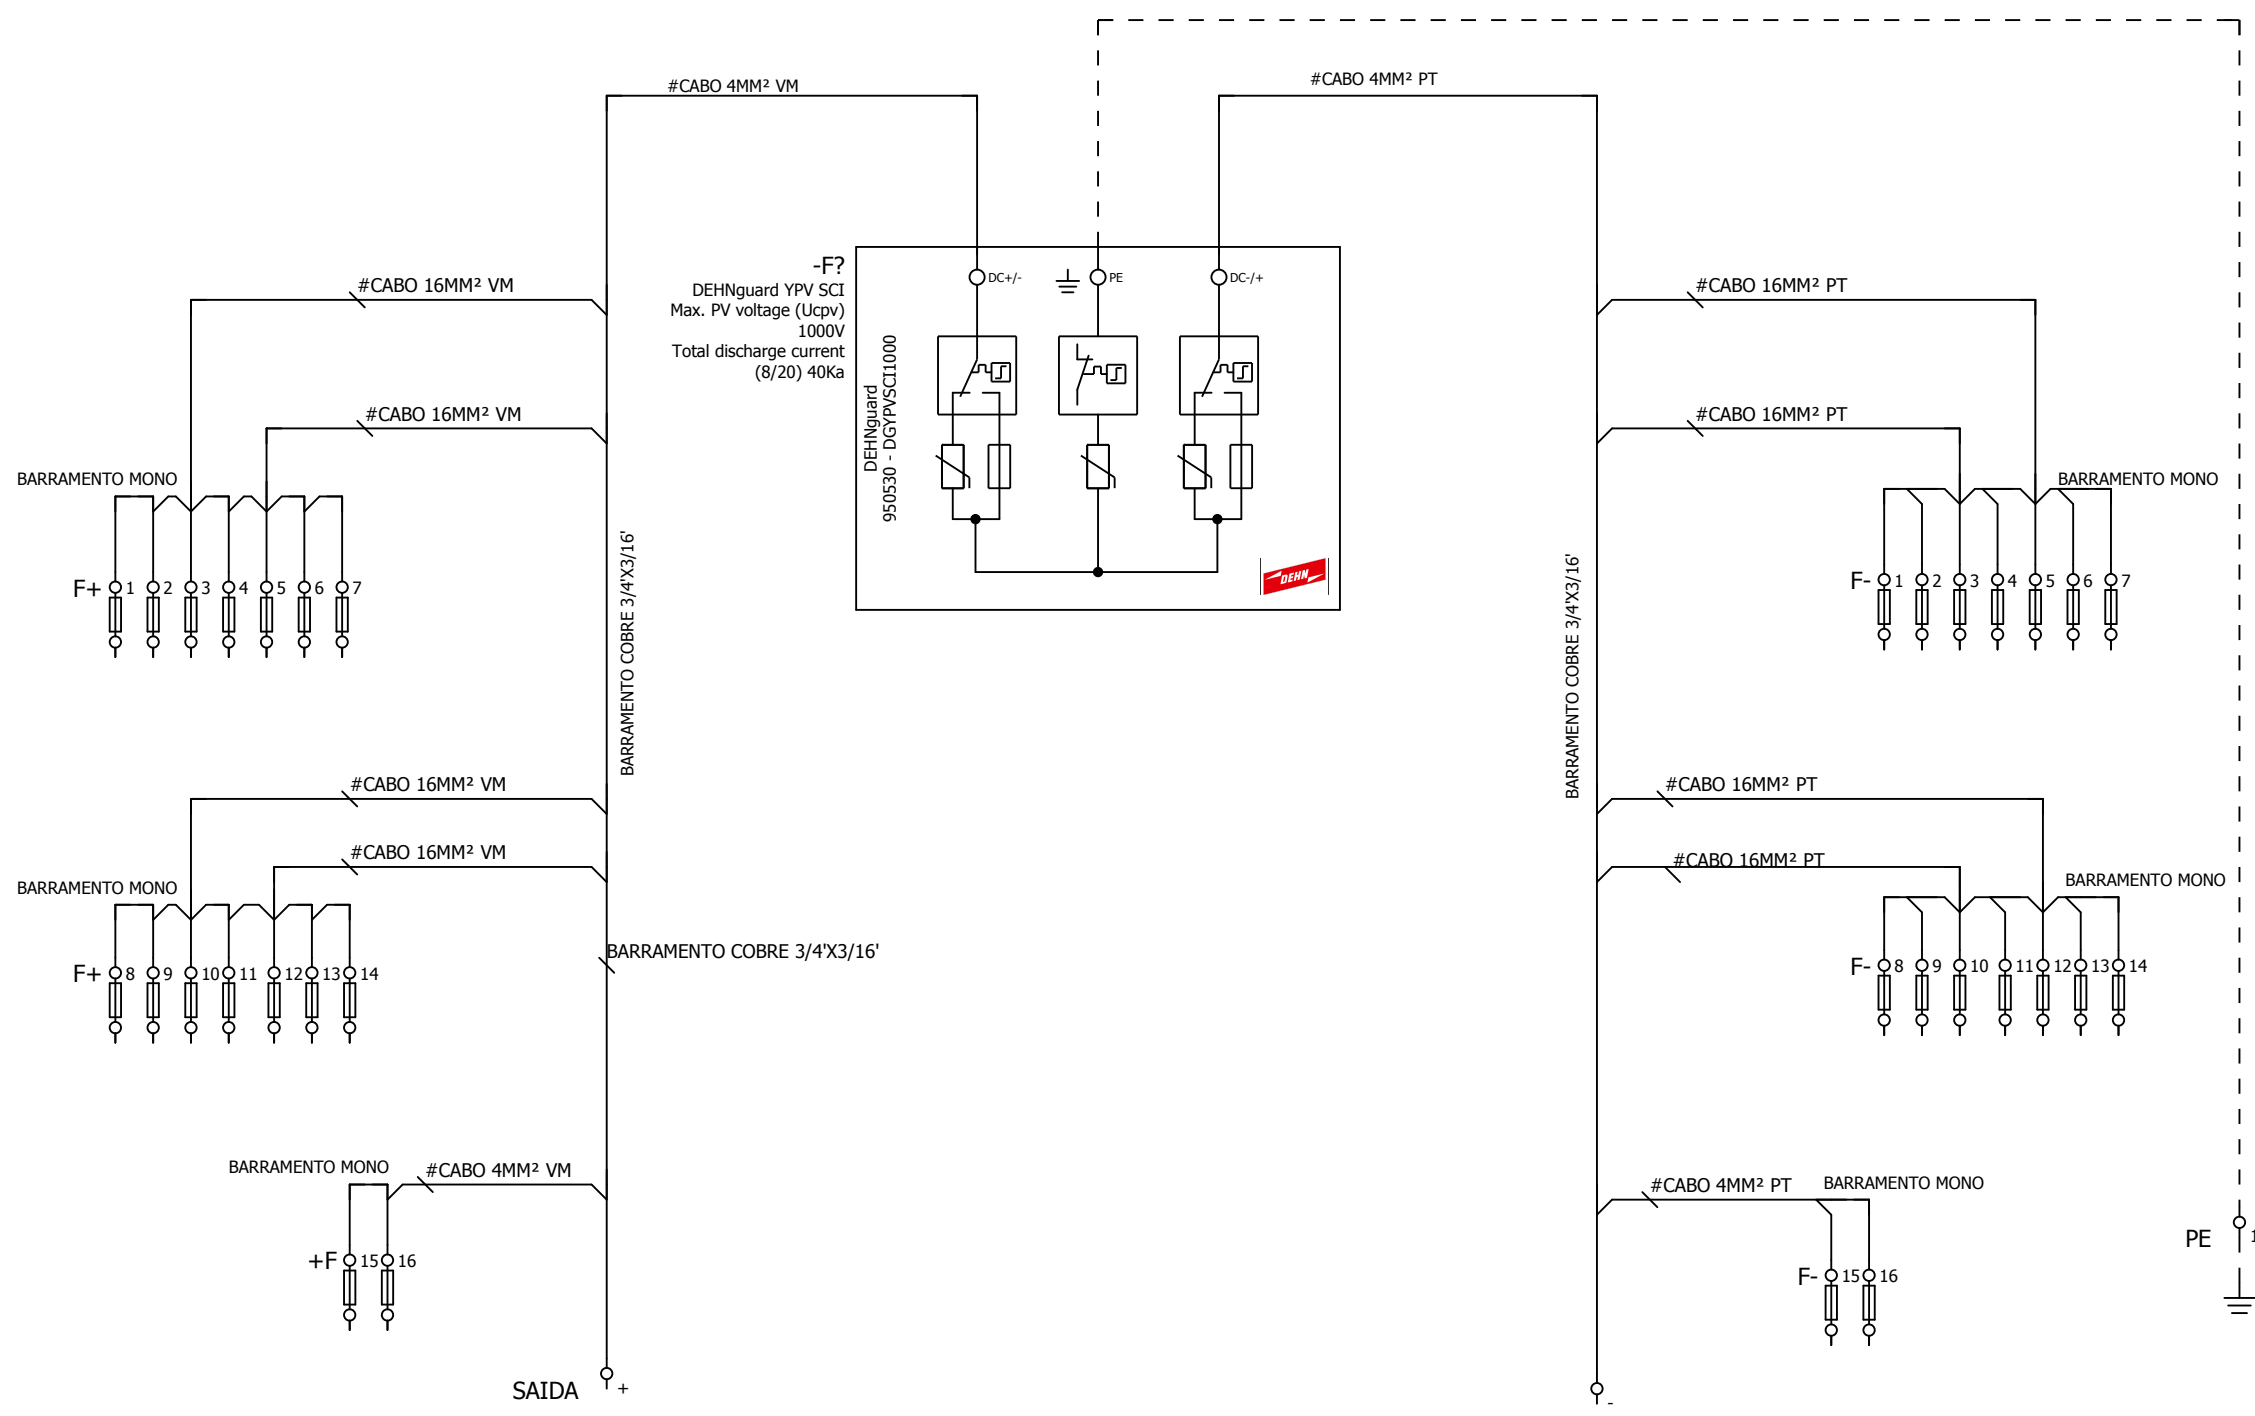 #CABO 4MM² VM
#CABO 4MM² PT
-F?
DEHNguard YPV SCI
Max. PV voltage (Ucpv)
1000V
Total discharge current
(8/20) 40Ka
DEHNguard
950530 - DGYPVSCI1000
DC+/-
PE
DC-/+
DEHN
#CABO 16MM² VM
#CABO 16MM² VM
BARRAMENTO MONO
F+ 1 2 3 4 5 6 7
BARRAMENTO COBRE 3/4'X3/16'
#CABO 16MM² PT
#CABO 16MM² PT
BARRAMENTO MONO
F- 1 2 3 4 5 6 7
BARRAMENTO COBRE 3/4'X3/16'
#CABO 16MM² VM
#CABO 16MM² VM
BARRAMENTO MONO
F+ 8 9 10 11 12 13 14
BARRAMENTO COBRE 3/4'X3/16'
#CABO 16MM² PT
#CABO 16MM² PT
BARRAMENTO MONO
F- 8 9 10 11 12 13 14
BARRAMENTO MONO
#CABO 4MM² VM
+F 15 16
#CABO 4MM² PT
BARRAMENTO MONO
F- 15 16
PE 1
SAIDA +
-